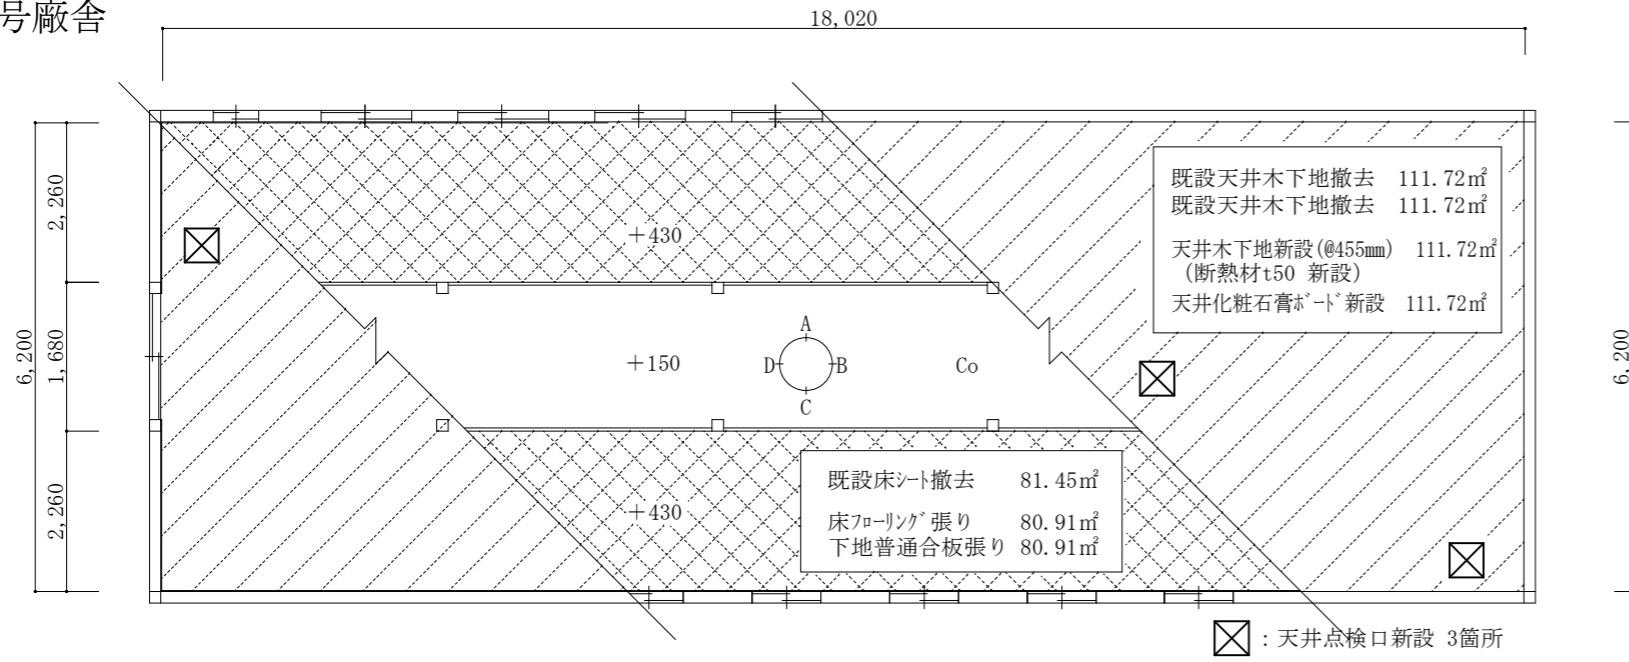 号廠舎
18,020
既設天井木下地撤去 111.72㎡
既設天井木下地撤去 111.72㎡
天井木下地新設(@455mm) 111.72㎡
(断熱材t50 新設)
天井化粧石膏ﾎﾞｰﾄﾞ新設 111.72㎡
2,260
+430
6,200
1,680
+150
A
D
B
C
Co
6,200
2,260
+430
既設床ｼｰﾄ撤去 81.45㎡
床ﾌﾛｰﾘﾝｸﾞ張り 80.91㎡
下地普通合板張り 80.91㎡
：天井点検口新設 3箇所